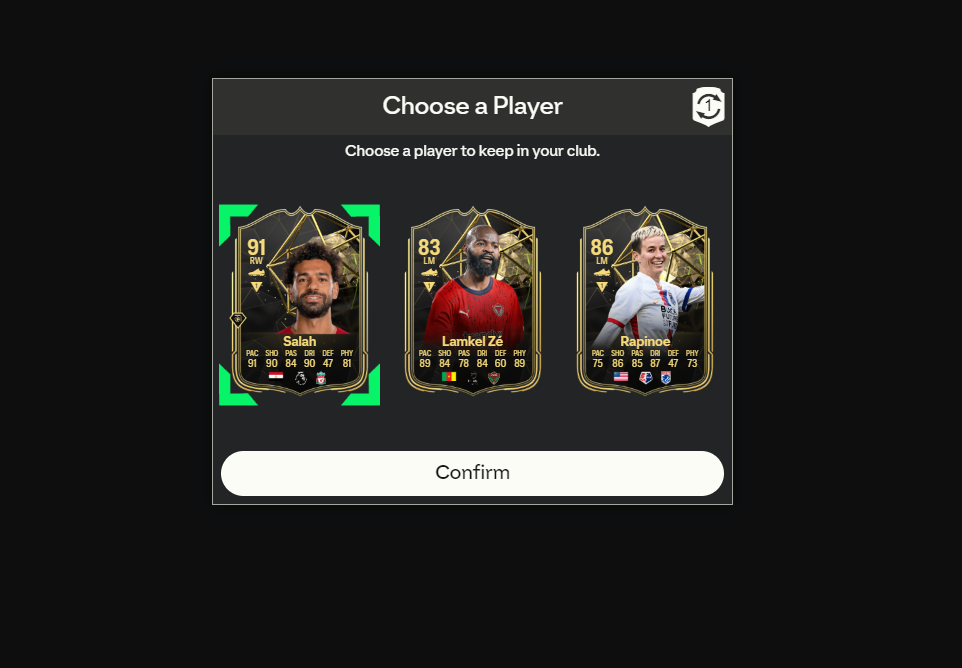 Choose a Player
1
Choose a player to keep in your club.
91
RW
Salah
PAC SHO PAS DRI DEF PHY
91 90 84 90 47 81
83
LM
Lamkel Zé
PAC SHO PAS DRI DEF PHY
89 84 78 84 60 89
86
LM
Rapinoe
PAC SHO PAS DRI DEF PHY
75 86 85 87 47 73
Confirm